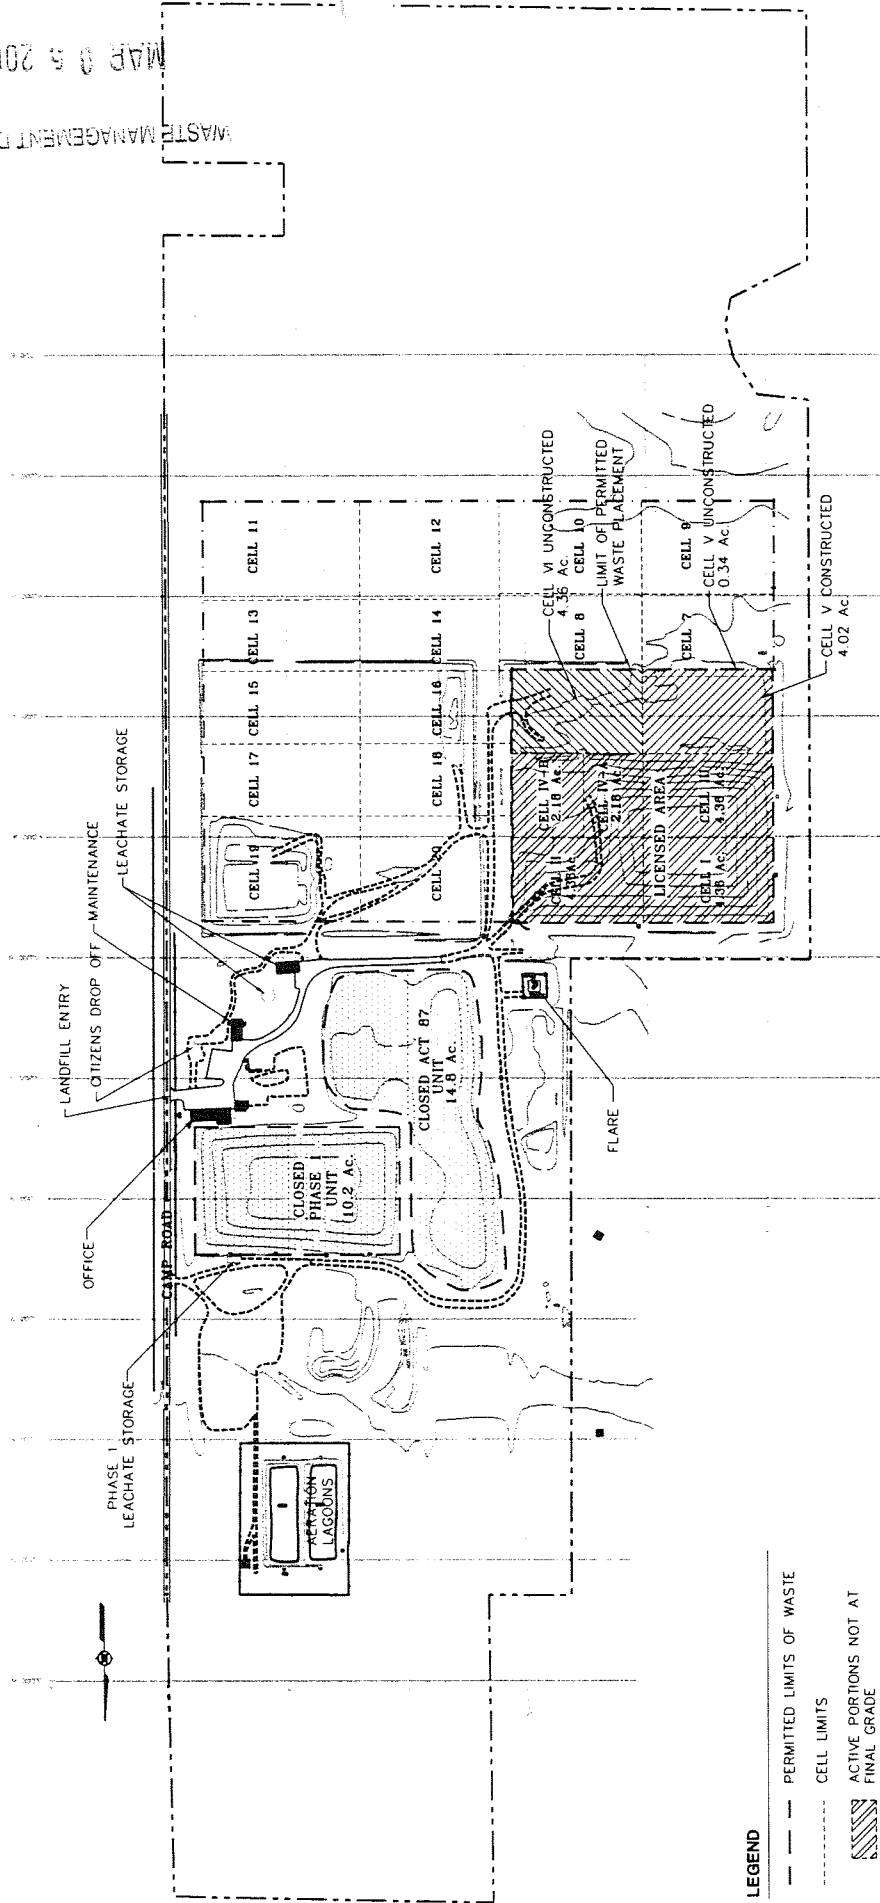 MAR 0 5 20
WASTE MANAGEMENT D
LANDFILL ENTRY
CITIZENS DROP OFF
MAINTENANCE
LEACHATE STORAGE
OFFICE
CAMP ROAD
PHASE 1
LEACHATE STORAGE
AERATION
LAGOONS
CLOSED
PHASE I
UNIT
10.2 Ac.
CLOSED ACT 87
UNIT
14.8 Ac.
FLARE
CELL 11
CELL 12
CELL 13
CELL 14
CELL 15
CELL 16
CELL 17
CELL 18
CELL 19
CELL 10
CELL 9
CELL 8
CELL 7
CELL VI UNCONSTRUCTED
4.36 Ac.
LIMIT OF PERMITTED
WASTE PLACEMENT
CELL V UNCONSTRUCTED
0.34 Ac.
CELL V CONSTRUCTED
4.02 Ac.
CELL IV-B
2.18 Ac.
CELL IV-A
2.18 Ac.
CELL II
LICENSED AREA
CELL III
4.36 Ac.
CELL I
4.36 Ac.
LEGEND
PERMITTED LIMITS OF WASTE
CELL LIMITS
ACTIVE PORTIONS NOT AT
FINAL GRADE